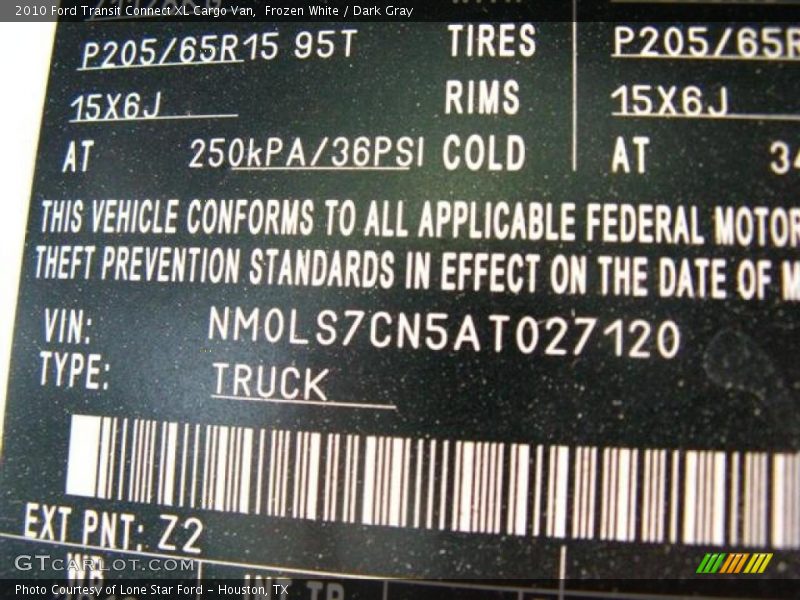 2010 Ford Transit Connect XL Cargo Van,  Frozen White / Dark Gray
P205/65R15 95T TIRES P205/65R
15X6J RIMS 15X6J
AT 250kPA/36PSI COLD AT 34
THIS VEHICLE CONFORMS TO ALL APPLICABLE FEDERAL MOTOR
THEFT PREVENTION STANDARDS IN EFFECT ON THE DATE OF M
VIN: NM0LS7CN5AT027120
TYPE: TRUCK
EXT PNT: Z2
GTcarlot.com
Photo Courtesy of Lone Star Ford - Houston, TX